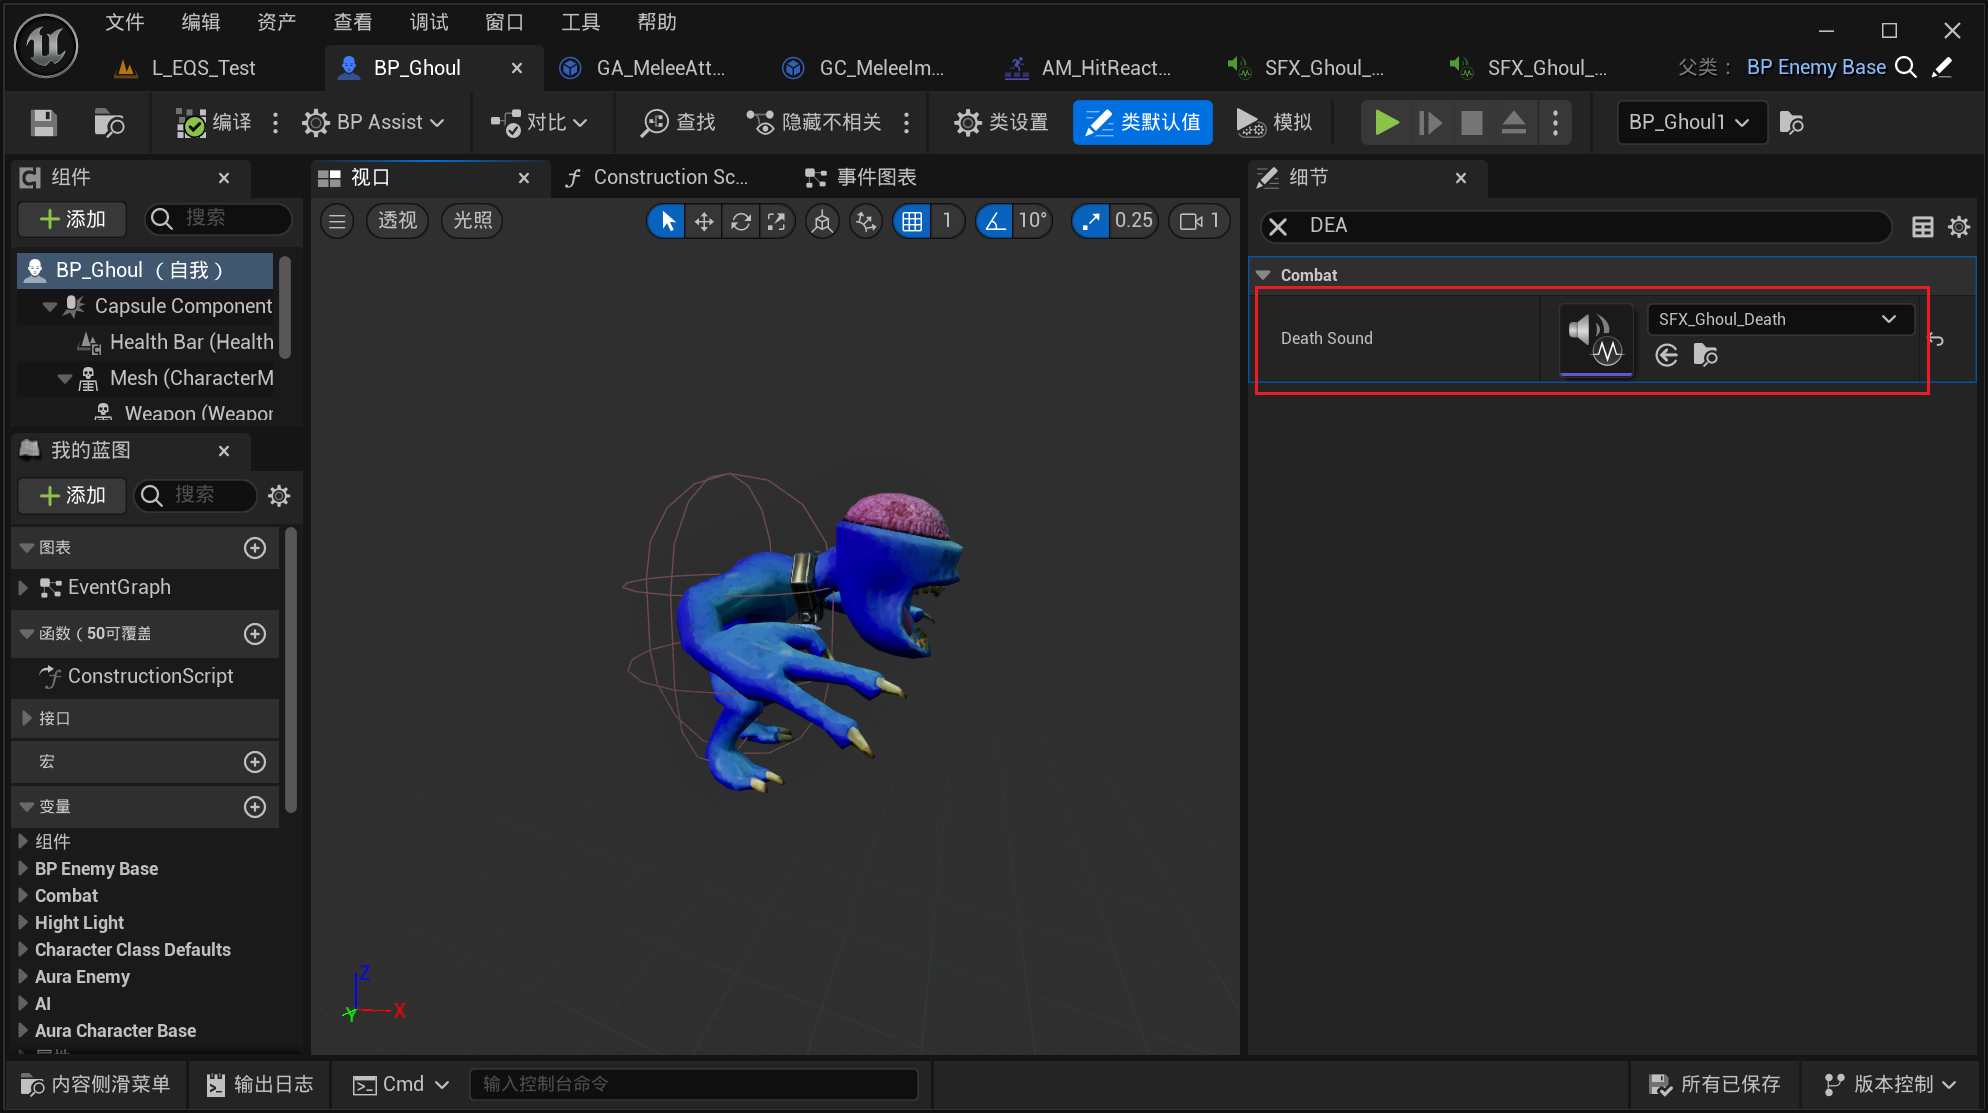 文件 编辑 资产 查看 调试 窗口 工具 帮助
L_EQS_Test BP_Ghoul GA_MeleeAtt... GC_MeleeIm... AM_HitReact... SFX_Ghoul_... SFX_Ghoul_... 父类： BP Enemy Base
编译 BP Assist 对比 查找 隐藏不相关 类设置 类默认值 模拟 BP_Ghoul1
组件
添加 搜索
BP_Ghoul （自我）
Capsule Component
Health Bar (Health
Mesh (CharacterM
Weapon (Weapon
我的蓝图
添加 搜索
图表
EventGraph
函数（50可覆盖
ConstructionScript
接口
宏
变量
组件
BP Enemy Base
Combat
Hight Light
Character Class Defaults
Aura Enemy
AI
Aura Character Base
视口 Construction Sc... 事件图表
透视 光照 1 10° 0.25 1
Z
Y X
细节
DEA
Combat
Death Sound SFX_Ghoul_Death
内容侧滑菜单 输出日志 Cmd 输入控制台命令 所有已保存 版本控制